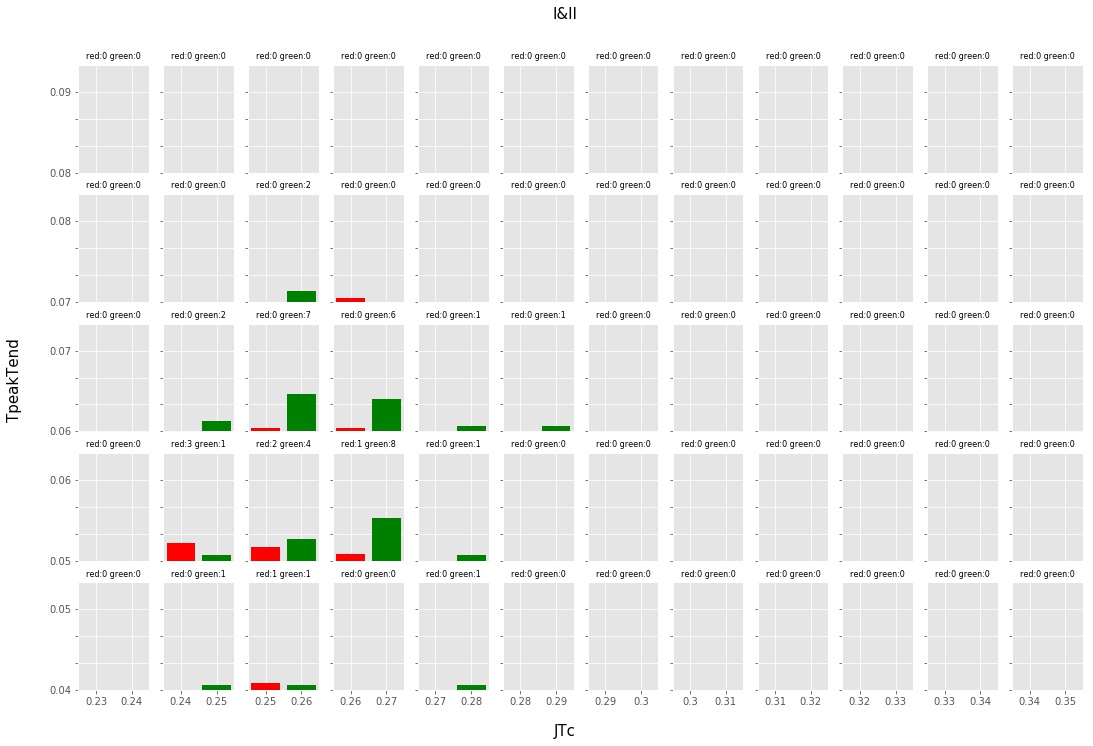 I&II
red:0 green:0 red:0 green:0 red:0 green:0 red:0 green:0 red:0 green:0 red:0 green:0 red:0 green:0 red:0 green:0 red:0 green:0 red:0 green:0 red:0 green:0 red:0 green:0
0.09
0.08
red:0 green:0 red:0 green:0 red:0 green:2 red:0 green:0 red:0 green:0 red:0 green:0 red:0 green:0 red:0 green:0 red:0 green:0 red:0 green:0 red:0 green:0 red:0 green:0
0.08
0.07
red:0 green:0 red:0 green:2 red:0 green:7 red:0 green:6 red:0 green:1 red:0 green:1 red:0 green:0 red:0 green:0 red:0 green:0 red:0 green:0 red:0 green:0 red:0 green:0
0.07
0.06
TpeakTend
red:0 green:0 red:3 green:1 red:2 green:4 red:1 green:8 red:0 green:1 red:0 green:0 red:0 green:0 red:0 green:0 red:0 green:0 red:0 green:0 red:0 green:0 red:0 green:0
0.06
0.05
red:0 green:0 red:0 green:1 red:1 green:1 red:0 green:0 red:0 green:1 red:0 green:0 red:0 green:0 red:0 green:0 red:0 green:0 red:0 green:0 red:0 green:0 red:0 green:0
0.05
0.04
0.23 0.24 0.24 0.25 0.25 0.26 0.26 0.27 0.27 0.28 0.28 0.29 0.29 0.3 0.3 0.31 0.31 0.32 0.32 0.33 0.33 0.34 0.34 0.35
JTc